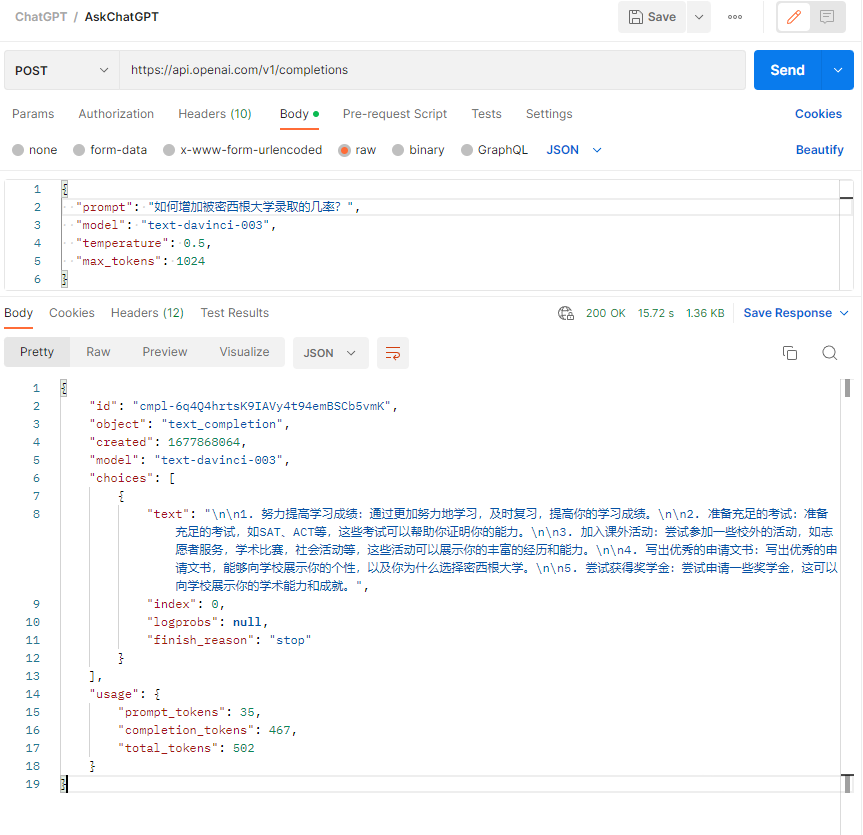 ChatGPT / AskChatGPT
Save
POST
https://api.openai.com/v1/completions
Send
Params Authorization Headers (10) Body Pre-request Script Tests Settings Cookies
none form-data x-www-form-urlencoded raw binary GraphQL JSON Beautify
1 {
2 "prompt": "如何增加被密西根大学录取的几率？",
3 "model": "text-davinci-003",
4 "temperature": 0.5,
5 "max_tokens": 1024
6 }
Body Cookies Headers (12) Test Results 200 OK 15.72 s 1.36 KB Save Response
Pretty Raw Preview Visualize JSON
1 {
2 "id": "cmpl-6q4Q4hrtsK9IAVy4t94emBSCb5vmK",
3 "object": "text_completion",
4 "created": 1677868064,
5 "model": "text-davinci-003",
6 "choices": [
7 {
8 "text": "\n\n1. 努力提高学习成绩：通过更加努力地学习，及时复习，提高你的学习成绩。\n\n2. 准备充足的考试：准备
充足的考试，如SAT、ACT等，这些考试可以帮助你证明你的能力。\n\n3. 加入课外活动：尝试参加一些校外的活动，如志
愿者服务，学术比赛，社会活动等，这些活动可以展示你的丰富的经历和能力。\n\n4. 写出优秀的申请文书：写出优秀的申
请文书，能够向学校展示你的个性，以及你为什么选择密西根大学。\n\n5. 尝试获得奖学金：尝试申请一些奖学金，这可以
向学校展示你的学术能力和成就。",
9 "index": 0,
10 "logprobs": null,
11 "finish_reason": "stop"
12 }
13 ],
14 "usage": {
15 "prompt_tokens": 35,
16 "completion_tokens": 467,
17 "total_tokens": 502
18 }
19 }